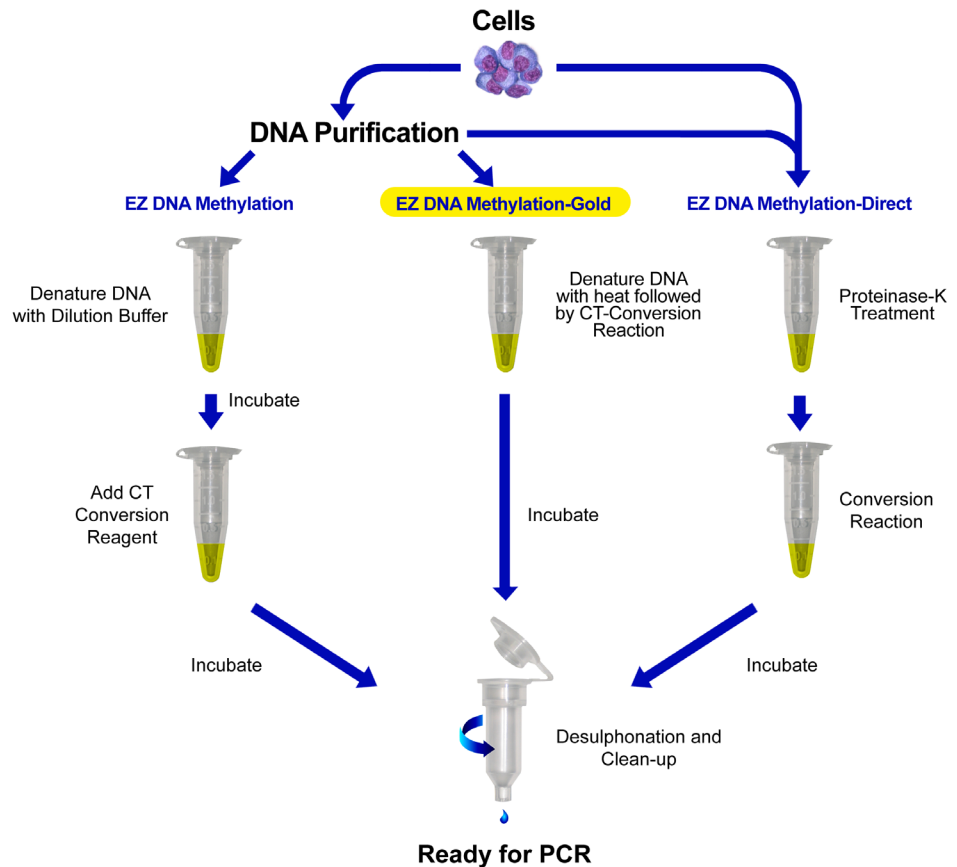 Cells
DNA Purification
EZ DNA Methylation
EZ DNA Methylation-Gold
EZ DNA Methylation-Direct
Denature DNA
with Dilution Buffer
Denature DNA
with heat followed
by CT-Conversion
Reaction
Proteinase-K
Treatment
Incubate
Add CT
Conversion
Reagent
Incubate
Conversion
Reaction
Incubate
Incubate
Desulphonation and
Clean-up
Ready for PCR